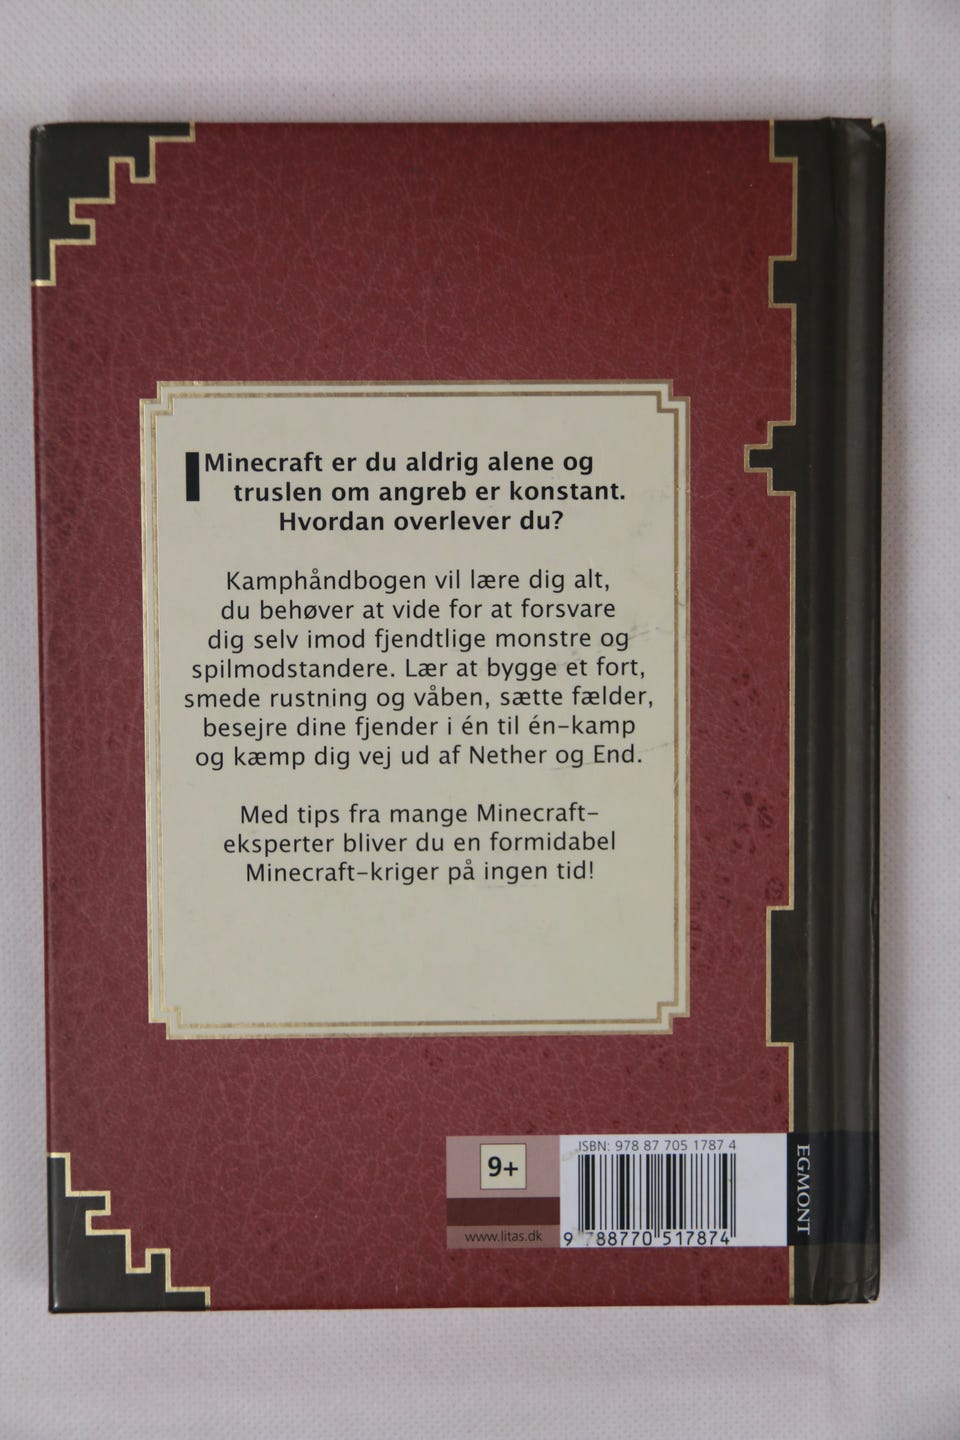 I Minecraft er du aldrig alene og
truslen om angreb er konstant.
Hvordan overlever du?
Kamphåndbogen vil lære dig alt,
du behøver at vide for at forsvare
dig selv imod fjendtlige monstre og
spilmodstandere. Lær at bygge et fort,
smede rustning og våben, sætte fælder,
besejre dine fjender i én til én-kamp
og kæmp dig vej ud af Nether og End.
Med tips fra mange Minecraft-
eksperter bliver du en formidabel
Minecraft-kriger på ingen tid!
9+
www.litas.dk
ISBN: 978 87 705 1787 4
9 788770 517874
EGMONT